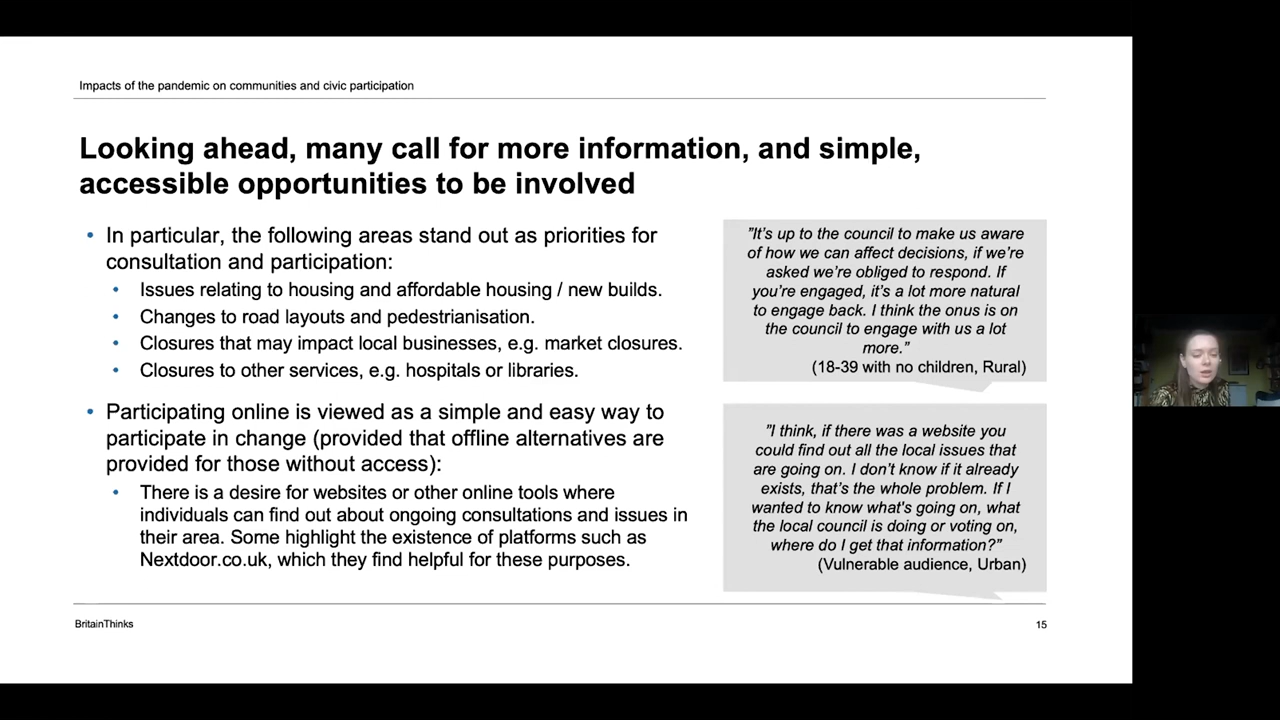 Impacts of the pandemic on communities and civic participation
Looking ahead, many call for more information, and simple,
accessible opportunities to be involved
• In particular, the following areas stand out as priorities for
consultation and participation:
• Issues relating to housing and affordable housing / new builds.
• Changes to road layouts and pedestrianisation.
• Closures that may impact local businesses, e.g. market closures.
• Closures to other services, e.g. hospitals or libraries.
• Participating online is viewed as a simple and easy way to
participate in change (provided that offline alternatives are
provided for those without access):
• There is a desire for websites or other online tools where
individuals can find out about ongoing consultations and issues in
their area. Some highlight the existence of platforms such as
Nextdoor.co.uk, which they find helpful for these purposes.
"It's up to the council to make us aware
of how we can affect decisions, if we're
asked we're obliged to respond. If
you're engaged, it's a lot more natural
to engage back. I think the onus is on
the council to engage with us a lot
more."
(18-39 with no children, Rural)
"I think, if there was a website you
could find out all the local issues that
are going on. I don't know if it already
exists, that's the whole problem. If I
wanted to know what's going on, what
the local council is doing or voting on,
where do I get that information?"
(Vulnerable audience, Urban)
BritainThinks
15